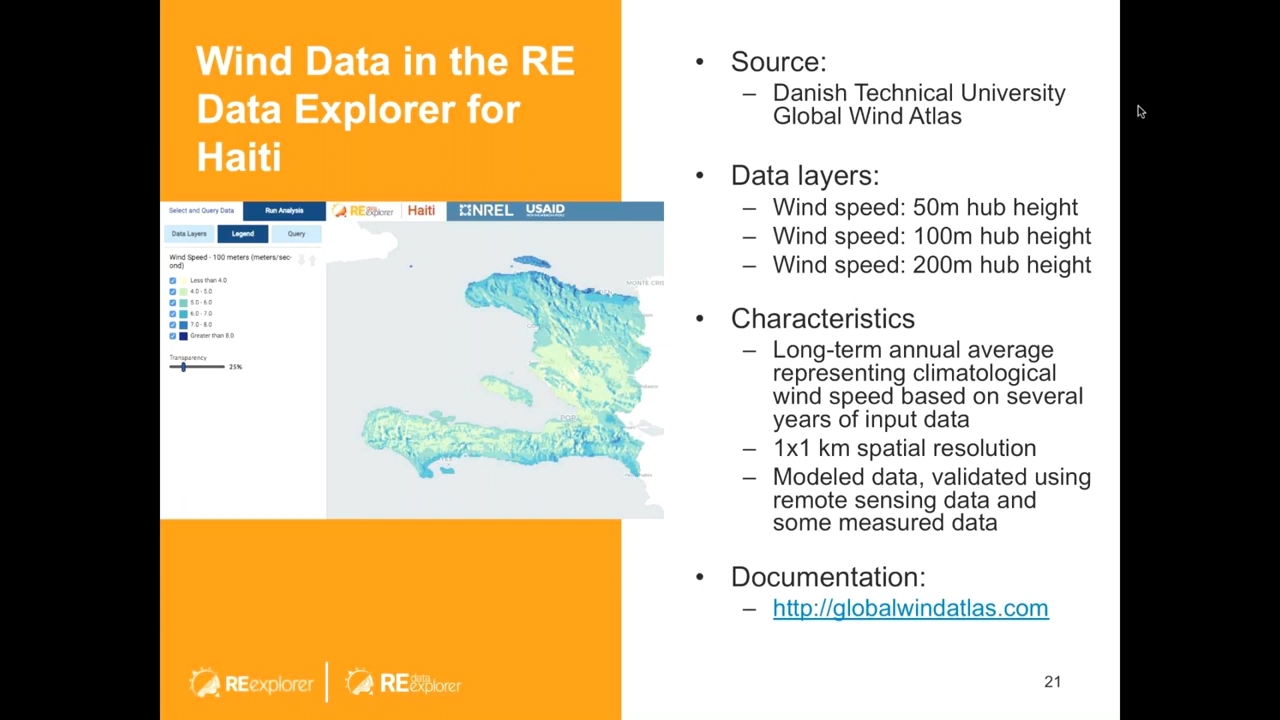 Wind Data in the RE
Data Explorer for
Haiti
Select and Query Data
Run Analysis
REexplorer
Haiti
NREL
USAID
Data Layers
Legend
Query
Wind Speed - 100 meters (meters/sec-
ond)
Less than 4.0
4.0 - 5.0
5.0 - 6.0
6.0 - 7.0
7.0 - 8.0
Greater than 8.0
Transparency
25%
MONTE CRIS
• Source:
– Danish Technical University
Global Wind Atlas
• Data layers:
– Wind speed: 50m hub height
– Wind speed: 100m hub height
– Wind speed: 200m hub height
• Characteristics
– Long-term annual average
representing climatological
wind speed based on several
years of input data
– 1x1 km spatial resolution
– Modeled data, validated using
remote sensing data and
some measured data
• Documentation:
– http://globalwindatlas.com
REexplorer
RE data explorer
21